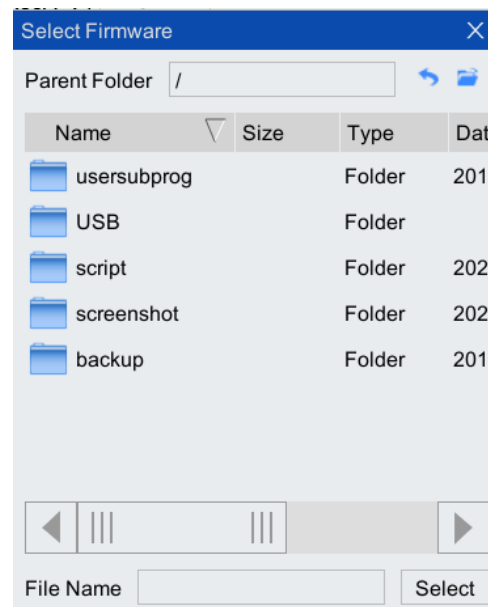 Select Firmware
Parent Folder /
Name Size Type Dat
usersubprog Folder 201
USB Folder
script Folder 202
screenshot Folder 202
backup Folder 201
File Name Select